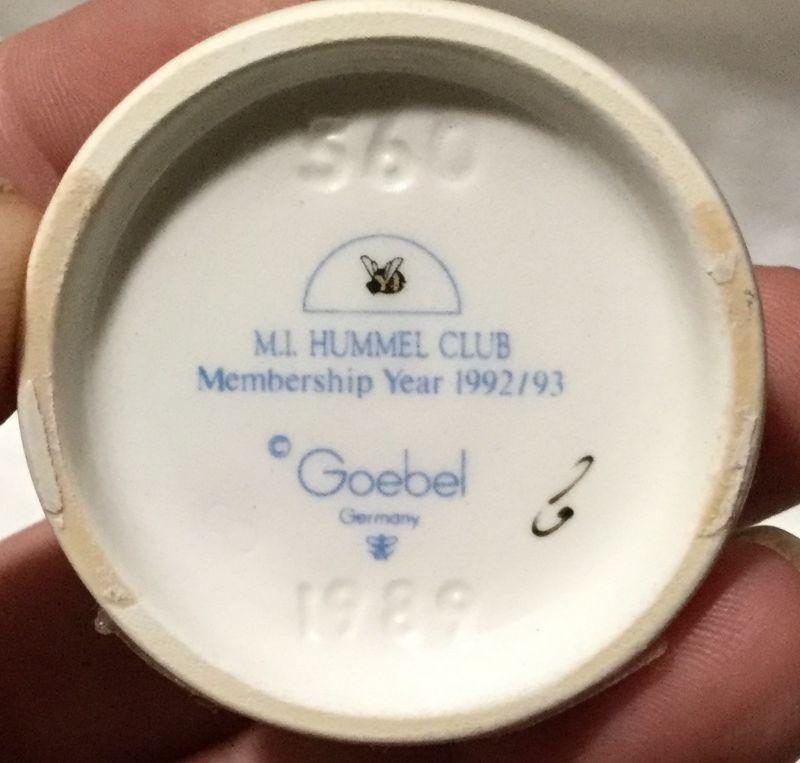 560
M.I. HUMMEL CLUB
Membership Year 1992/93
© Goebel
Germany
1989